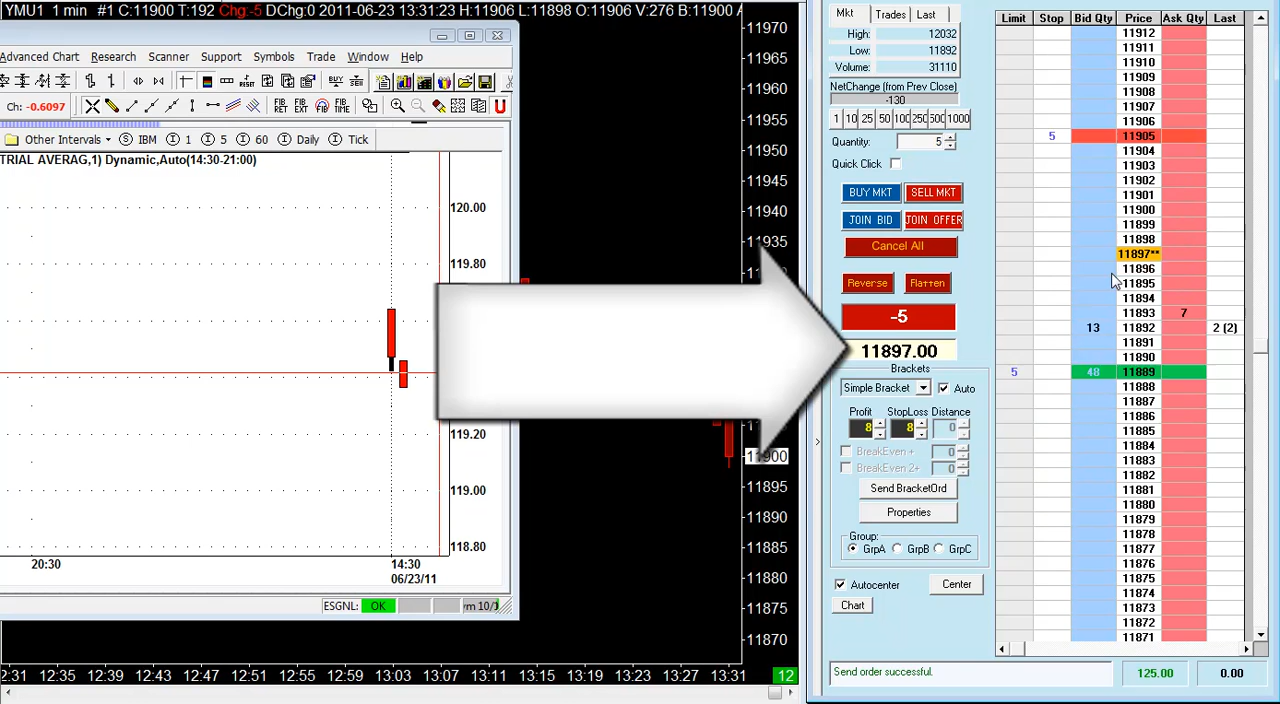 YMU1 1 min #1 C:11900 T:192 Chg:-5 DChg:0 2011-06-23 13:31:23 H:11906 L:11898 O:11906 V:276 B:11900 A
Advanced Chart Research Scanner Support Symbols Trade Window Help
Ch: -0.6097
FIB RET FIB EXT FIB FIB TIME
Other Intervals S IBM I 1 I 5 I 60 I Daily I Tick
TRIAL AVERAG,1) Dynamic,Auto(14:30-21:00)
120.00
119.80
119.20
119.00
118.80
20:30 14:30
06/23/11
ESGNL: OK
11970
11965
11960
11955
11950
11945
11940
11935
11900
11895
11890
11885
11880
11875
11870
12:31 12:35 12:39 12:43 12:47 12:51 12:55 12:59 13:03 13:07 13:11 13:15 13:19 13:23 13:27 13:31 12
Mkt Trades Last
High: 12032
Low: 11892
Volume: 31110
NetChange (from Prev Close)
-130
1 10 25 50 100 250 500 1000
Quantity: 5
Quick Click
BUY MKT SELL MKT
JOIN BID JOIN OFFER
Cancel All
Reverse Flatten
-5
11897.00
Brackets
Simple Bracket Auto
Profit StopLoss Distance
8 8 0
BreakEven + 0
BreakEven 2+ 0
Send BracketOrd
Properties
Group:
GrpA GrpB GrpC
Autocenter Center
Chart
Send order successful. 125.00 0.00
Limit Stop Bid Qty Price Ask Qty Last
11912
11911
11910
11909
11908
11907
11906
5 11905
11904
11903
11902
11901
11900
11899
11898
11897**
11896
11895
11894
11893 7
13 11892 2 (2)
11891
11890
5 48 11889
11888
11887
11886
11885
11884
11883
11882
11881
11880
11879
11878
11877
11876
11875
11874
11873
11872
11871